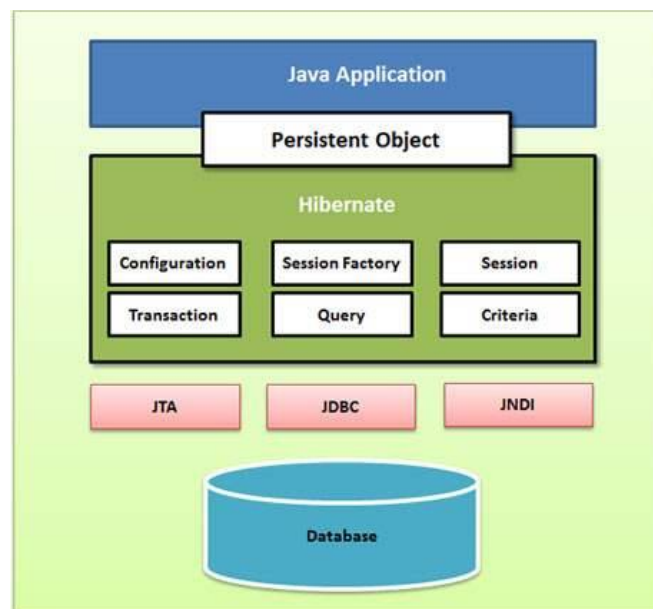 Java Application
Persistent Object
Hibernate
Configuration
Session Factory
Session
Transaction
Query
Criteria
JTA
JDBC
JNDI
Database